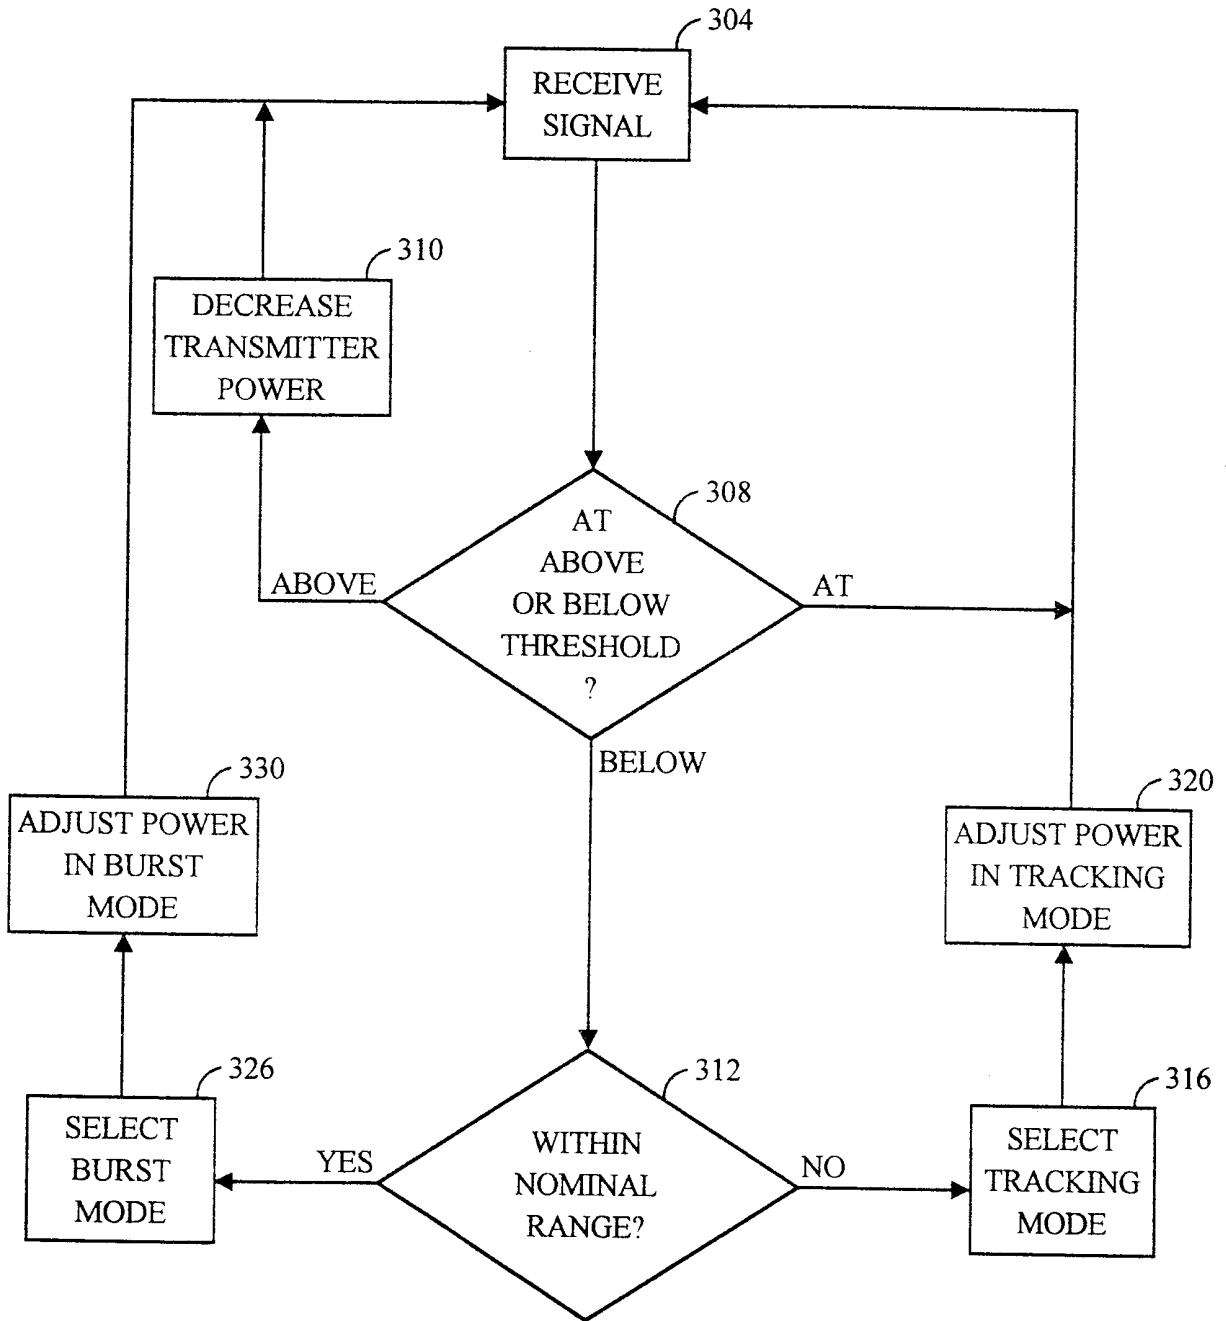 304
RECEIVE
SIGNAL
310
DECREASE
TRANSMITTER
POWER
308
AT
ABOVE
OR BELOW
THRESHOLD
?
ABOVE
AT
BELOW
330
ADJUST POWER
IN BURST
MODE
320
ADJUST POWER
IN TRACKING
MODE
326
SELECT
BURST
MODE
YES
312
WITHIN
NOMINAL
RANGE?
NO
316
SELECT
TRACKING
MODE